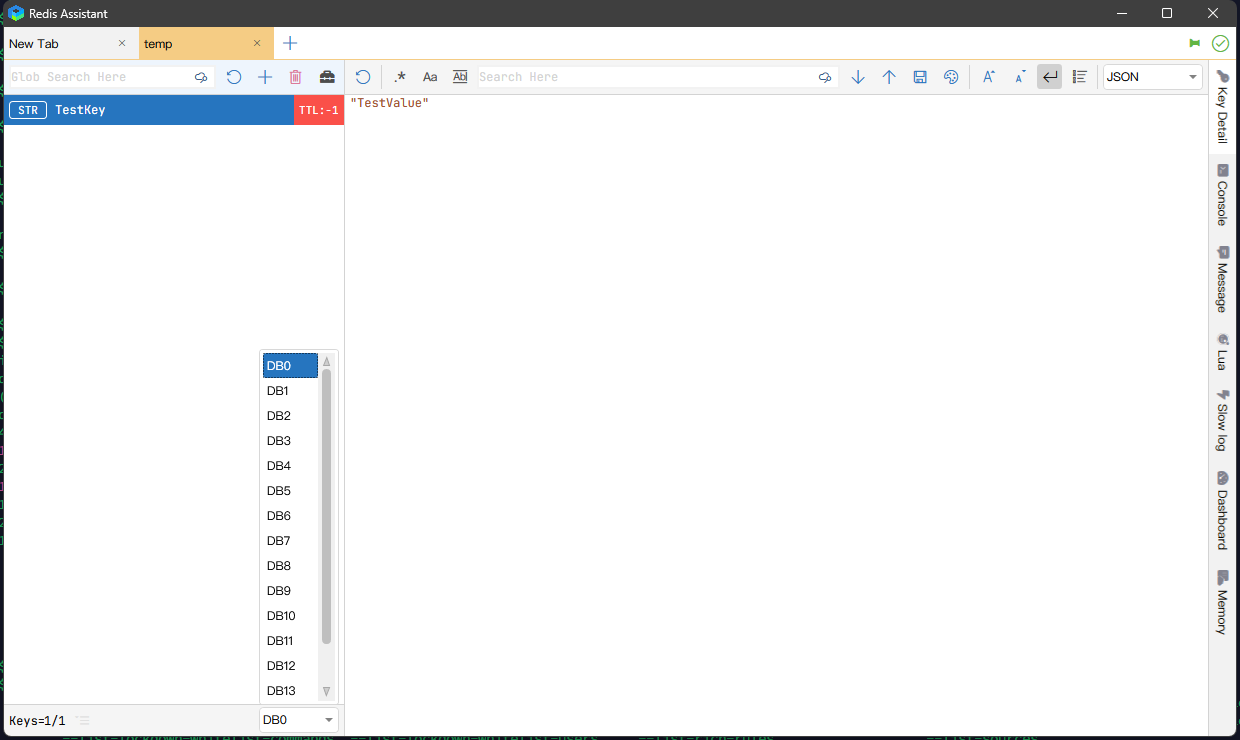 Redis Assistant
New Tab
temp
Glob Search Here
.*
Aa
Ab
Search Here
JSON
STR TestKey TTL:-1
"TestValue"
Key Detail
Console
Message
Lua
Slow log
Dashboard
Memory
DB0
DB1
DB2
DB3
DB4
DB5
DB6
DB7
DB8
DB9
DB10
DB11
DB12
DB13
Keys=1/1
DB0